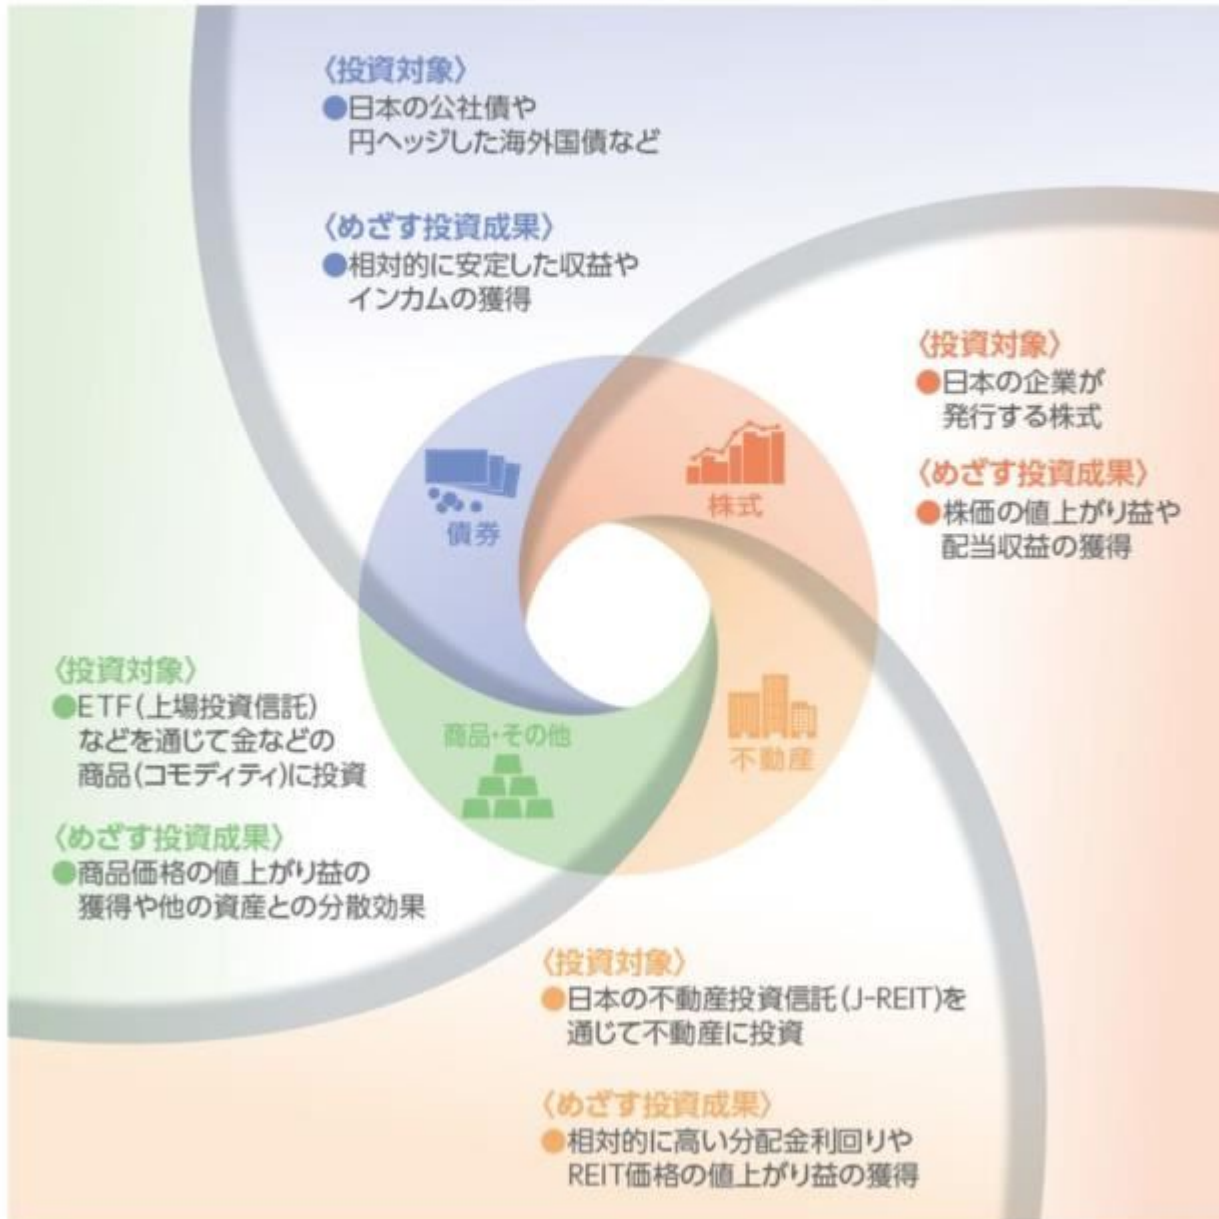 〈投資対象〉
●日本の公社債や
円ヘッジした海外国債など
〈めざす投資成果〉
●相対的に安定した収益や
インカムの獲得
〈投資対象〉
●日本の企業が
発行する株式
〈めざす投資成果〉
●株価の値上がり益や
配当収益の獲得
債券
株式
商品・その他
不動産
〈投資対象〉
●ETF(上場投資信託)
などを通じて金などの
商品(コモディティ)に投資
〈めざす投資成果〉
●商品価格の値上がり益の
獲得や他の資産との分散効果
〈投資対象〉
●日本の不動産投資信託(J-REIT)を
通じて不動産に投資
〈めざす投資成果〉
●相対的に高い分配金利回りや
REIT価格の値上がり益の獲得